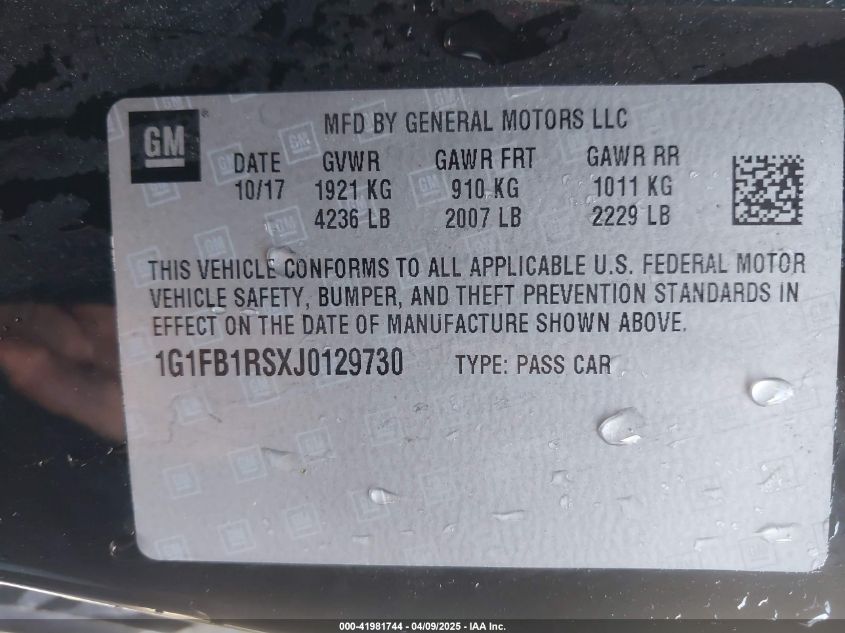 GM ®
MFD BY GENERAL MOTORS LLC
DATE GVWR GAWR FRT GAWR RR
10/17 1921 KG 910 KG 1011 KG
4236 LB 2007 LB 2229 LB
THIS VEHICLE CONFORMS TO ALL APPLICABLE U.S. FEDERAL MOTOR
VEHICLE SAFETY, BUMPER, AND THEFT PREVENTION STANDARDS IN
EFFECT ON THE DATE OF MANUFACTURE SHOWN ABOVE.
1G1FB1RSXJ0129730 TYPE: PASS CAR
000-41981744 - 04/09/2025 - IAA Inc.